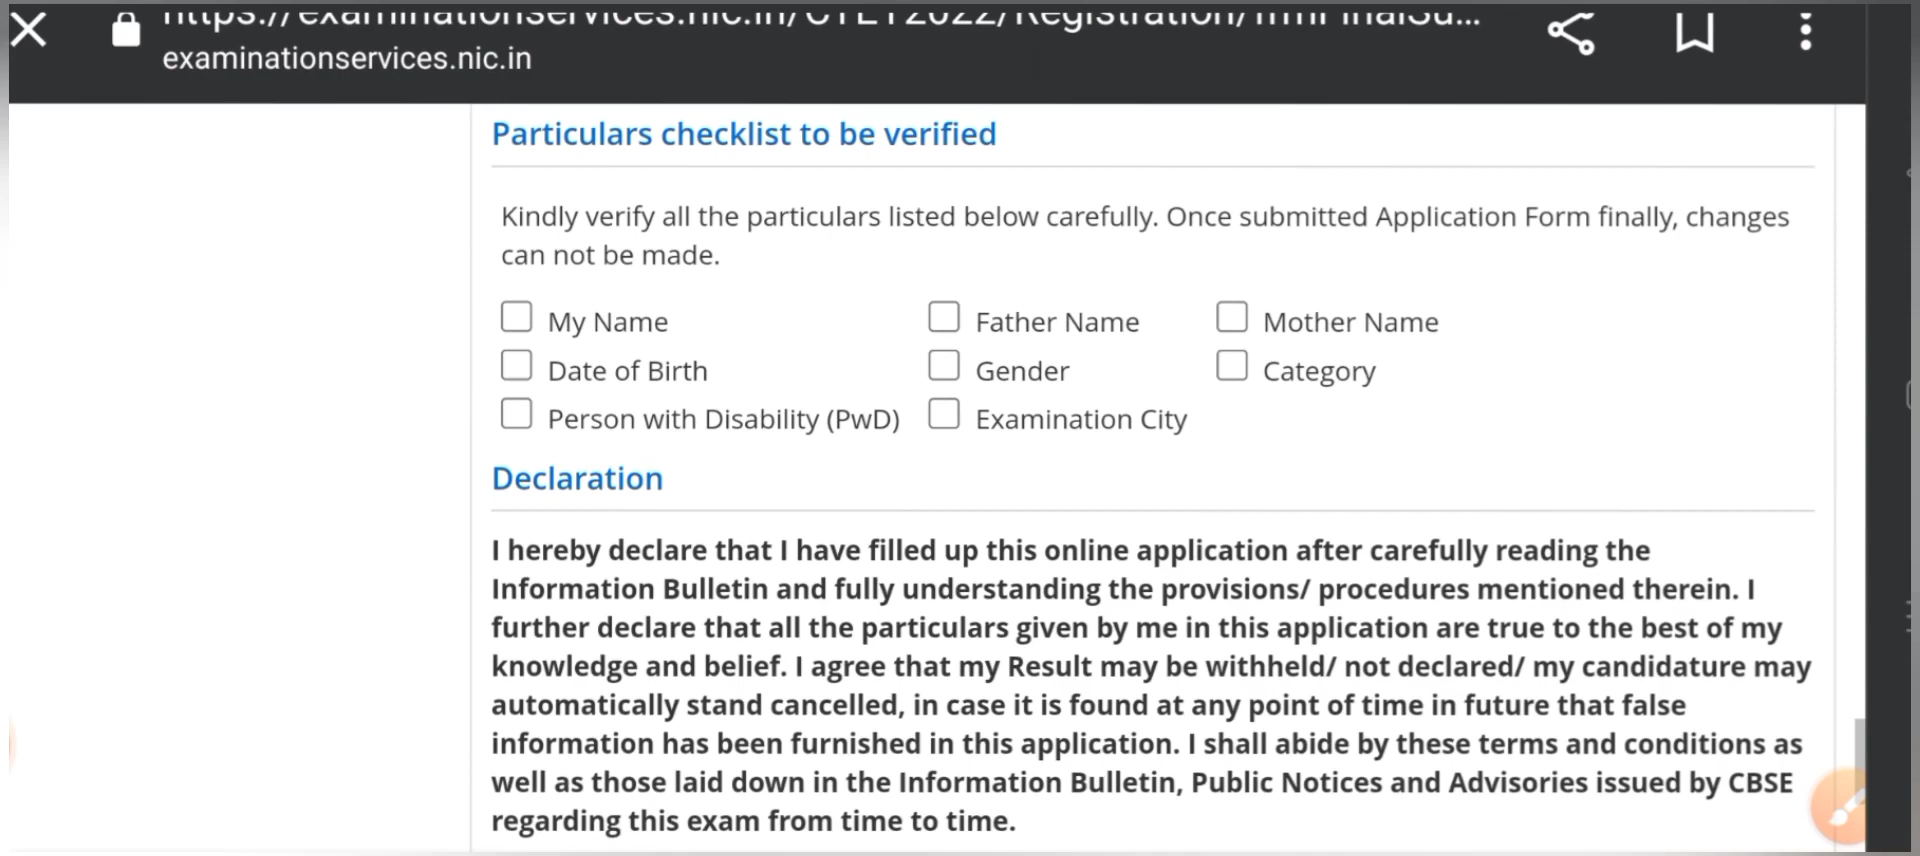 https://examinationservices.nic.in/CTET2022/Registration/frmFinalSu...
examinationservices.nic.in
Particulars checklist to be verified
Kindly verify all the particulars listed below carefully. Once submitted Application Form finally, changes
can not be made.
My Name Father Name Mother Name
Date of Birth Gender Category
Person with Disability (PwD) Examination City
Declaration
I hereby declare that I have filled up this online application after carefully reading the
Information Bulletin and fully understanding the provisions/ procedures mentioned therein. I
further declare that all the particulars given by me in this application are true to the best of my
knowledge and belief. I agree that my Result may be withheld/ not declared/ my candidature may
automatically stand cancelled, in case it is found at any point of time in future that false
information has been furnished in this application. I shall abide by these terms and conditions as
well as those laid down in the Information Bulletin, Public Notices and Advisories issued by CBSE
regarding this exam from time to time.